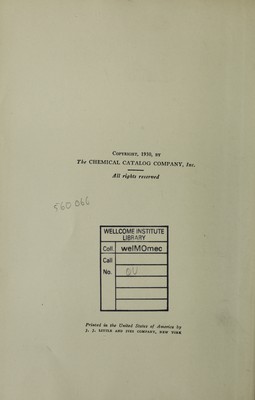 COPYRIGHT, 1930, BY
The CHEMICAL CATALOG COMPANY, Inc.
All rights reserved
560066
WELLCOME INSTITUTE
LIBRARY
Coll. welMOmec
Call
No. QU
Printed in the United States of America by
J. J. LITTLE AND IVES COMPANY, NEW YORK